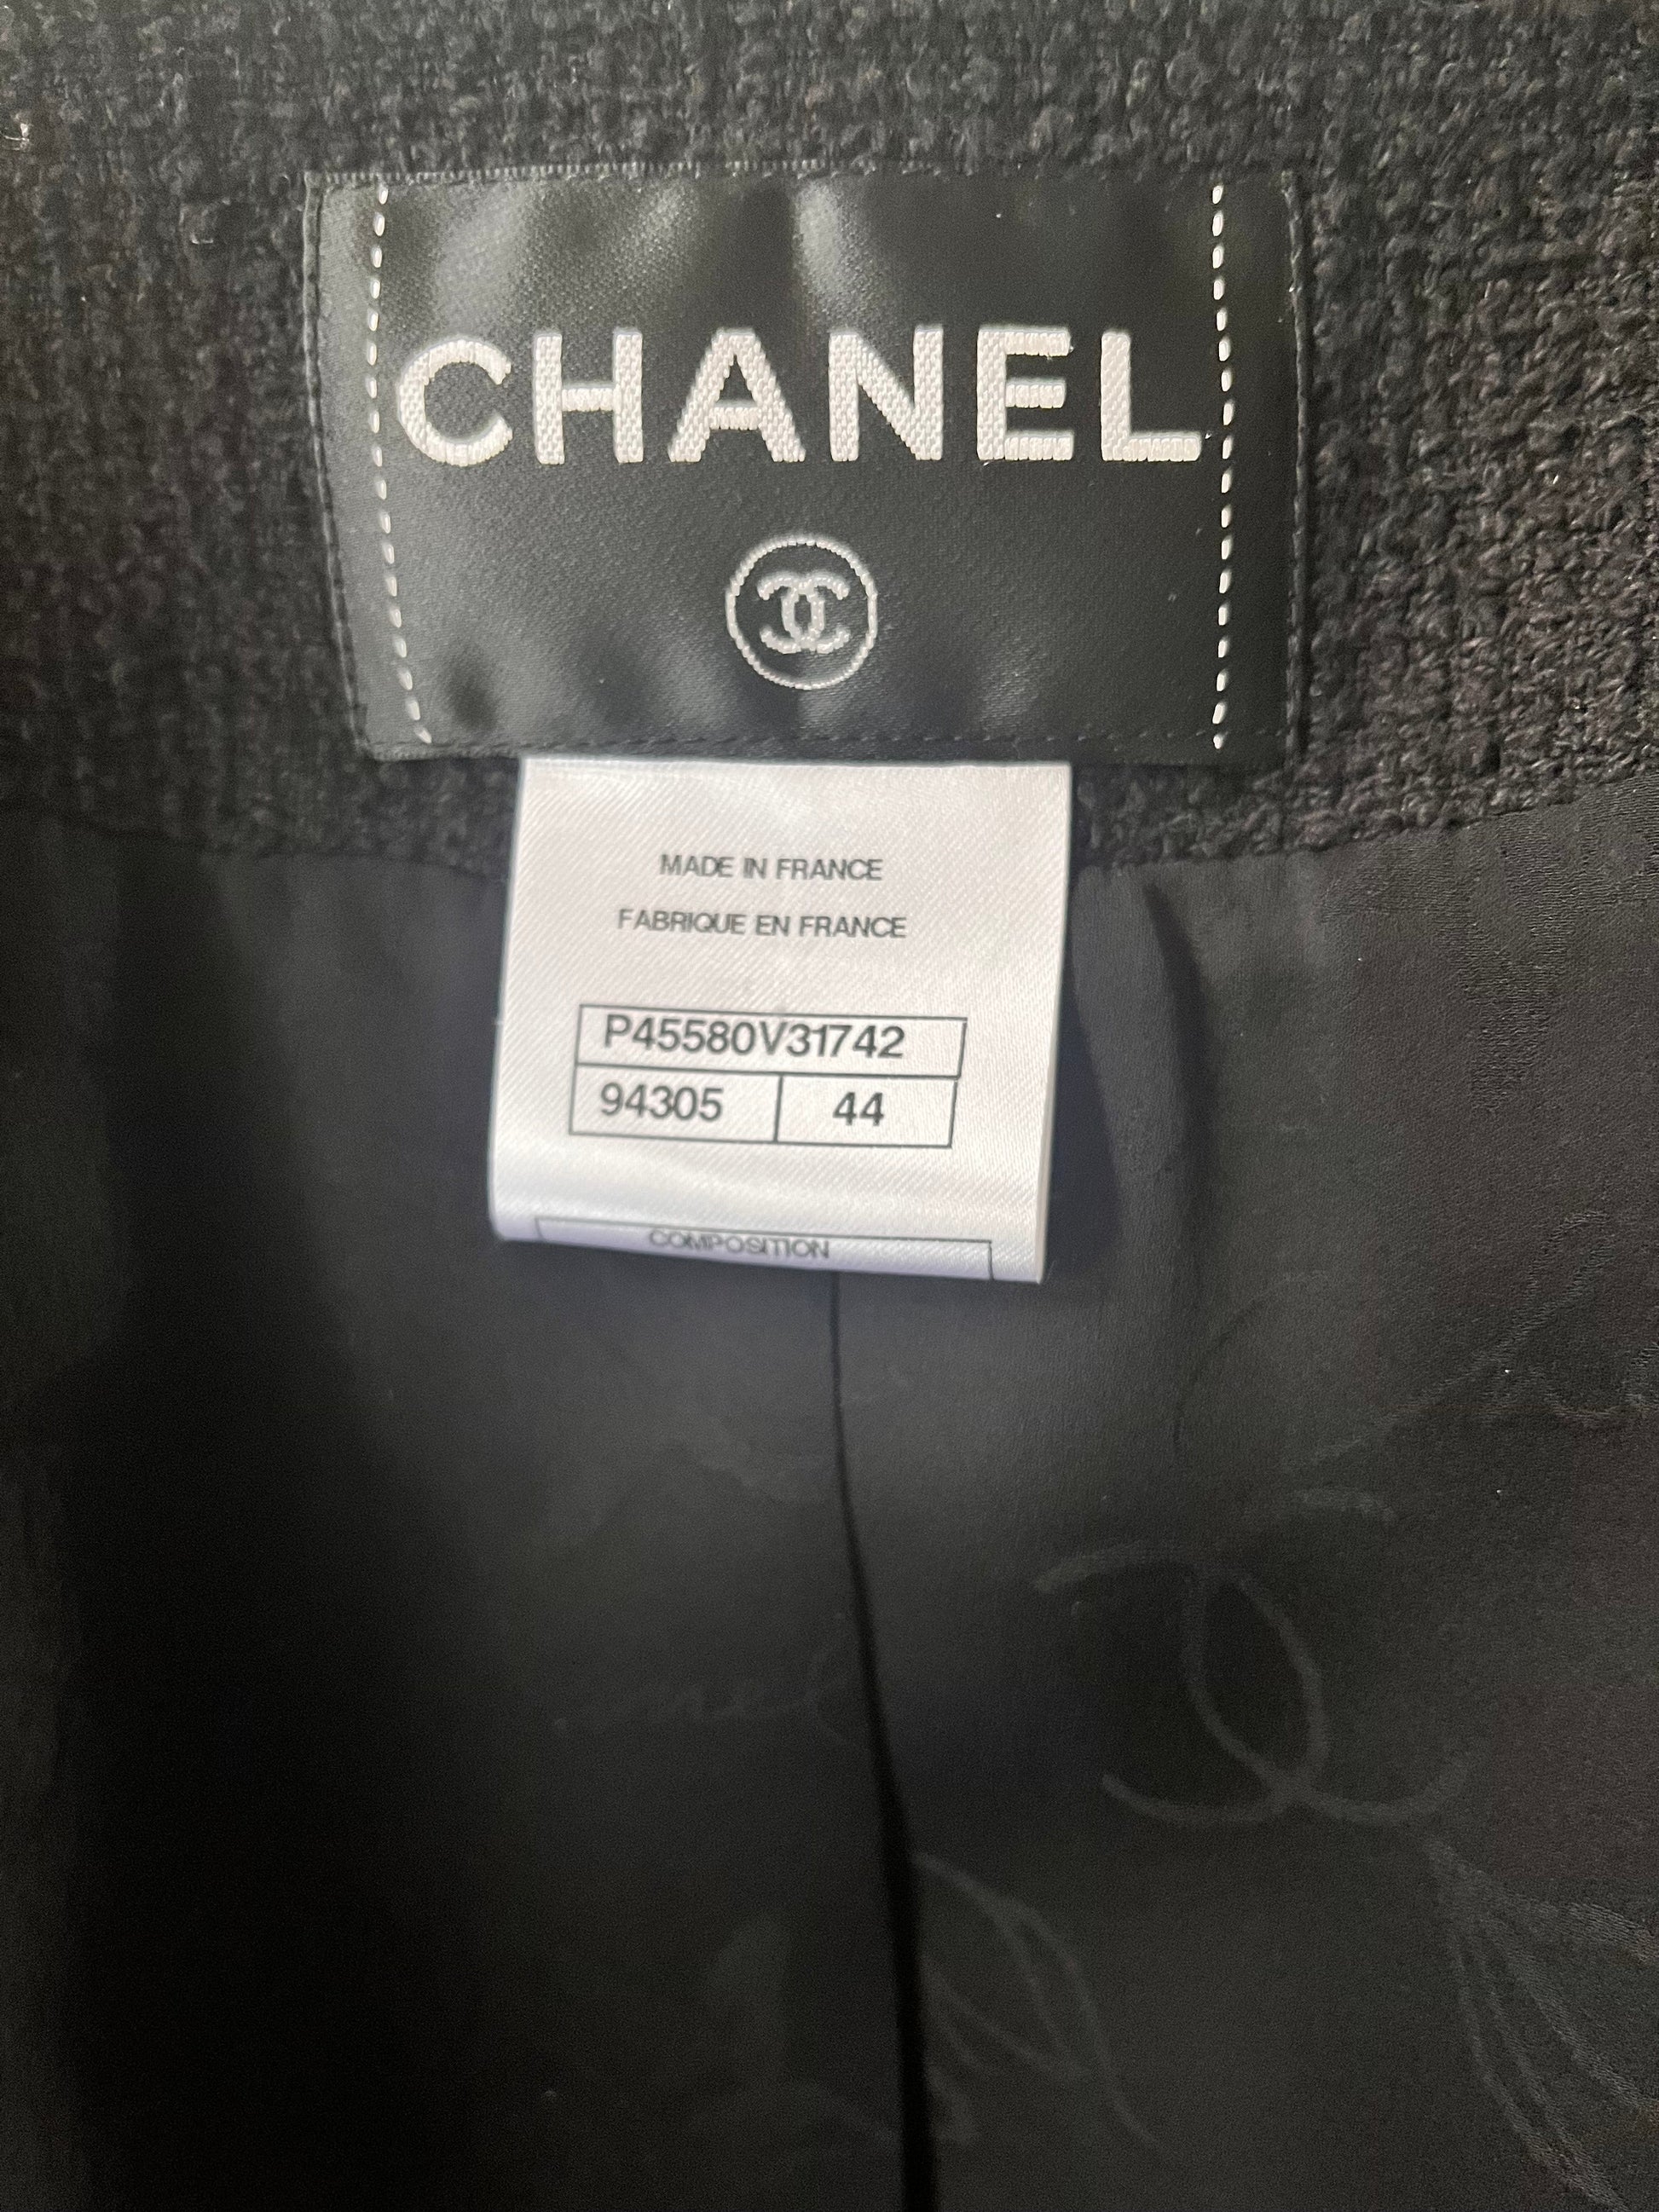 CHANEL
MADE IN FRANCE
FABRIQUE EN FRANCE
P45580V31742
94305 44
COMPOSITION